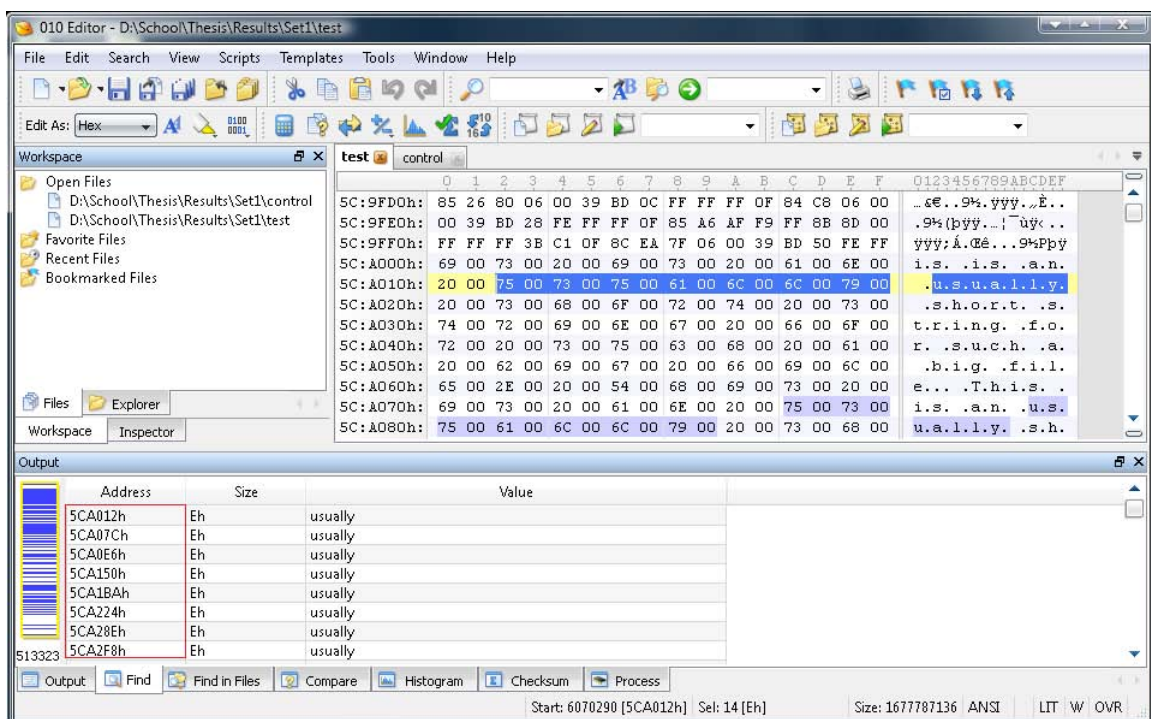 010 Editor - D:\School\Thesis\Results\Set1\test
File Edit Search View Scripts Templates Tools Window Help
Edit As: Hex
Workspace
Open Files
D:\School\Thesis\Results\Set1\control
D:\School\Thesis\Results\Set1\test
Favorite Files
Recent Files
Bookmarked Files
Files Explorer
Workspace Inspector
test control
0 1 2 3 4 5 6 7 8 9 A B C D E F 0123456789ABCDEF
5C:9FD0h: 85 26 80 06 00 39 BD 0C FF FF FF 0F 84 C8 06 00 …&€..9½.ÿÿÿ.„È..
5C:9FE0h: 00 39 BD 28 FE FF FF 0F 85 A6 AF F9 FF 8B 8D 00 .9½(þÿÿ.…¦¯ùÿ‹..
5C:9FF0h: FF FF FF 3B C1 0F 8C EA 7F 06 00 39 BD 50 FE FF ÿÿÿ;Á.Œê...9½Pþÿ
5C:A000h: 69 00 73 00 20 00 69 00 73 00 20 00 61 00 6E 00 i.s. .i.s. .a.n.
5C:A010h: 20 00 75 00 73 00 75 00 61 00 6C 00 6C 00 79 00 .u.s.u.a.l.l.y.
5C:A020h: 20 00 73 00 68 00 6F 00 72 00 74 00 20 00 73 00 .s.h.o.r.t. .s.
5C:A030h: 74 00 72 00 69 00 6E 00 67 00 20 00 66 00 6F 00 t.r.i.n.g. .f.o.
5C:A040h: 72 00 20 00 73 00 75 00 63 00 68 00 20 00 61 00 r. .s.u.c.h. .a.
5C:A050h: 20 00 62 00 69 00 67 00 20 00 66 00 69 00 6C 00 .b.i.g. .f.i.l.
5C:A060h: 65 00 2E 00 20 00 54 00 68 00 69 00 73 00 20 00 e... .T.h.i.s. .
5C:A070h: 69 00 73 00 20 00 61 00 6E 00 20 00 75 00 73 00 i.s. .a.n. .u.s.
5C:A080h: 75 00 61 00 6C 00 6C 00 79 00 20 00 73 00 68 00 u.a.l.l.y. .s.h.
Output
Address Size Value
5CA012h Eh usually
5CA07Ch Eh usually
5CA0E6h Eh usually
5CA150h Eh usually
5CA1BAh Eh usually
5CA224h Eh usually
5CA28Eh Eh usually
5CA2F8h Eh usually
513323
Output Find Find in Files Compare Histogram Checksum Process
Start: 6070290 [5CA012h] Sel: 14 [Eh] Size: 1677787136 ANSI LIT W OVR